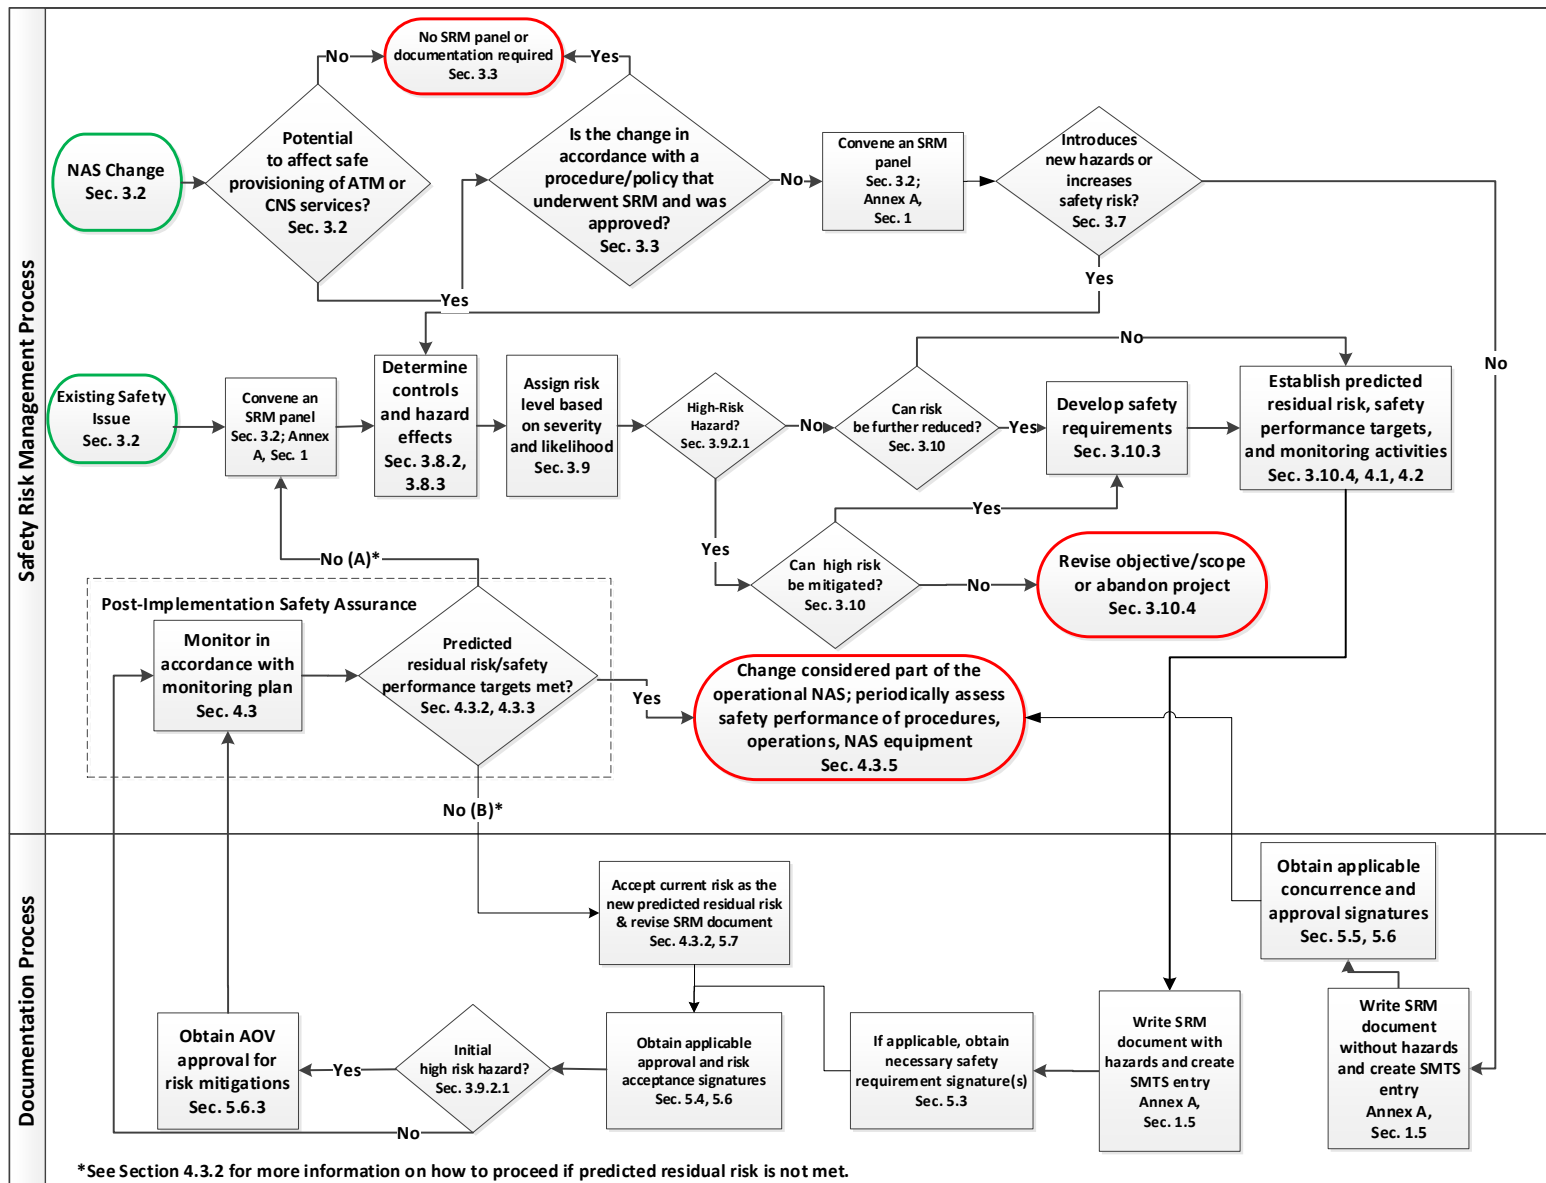 Safety Risk Management Process
No SRM panel or
documentation required
Sec. 3.3
No
Yes
NAS Change
Sec. 3.2
Potential
to affect safe
provisioning of ATM or
CNS services?
Sec. 3.2
Yes
Is the change in
accordance with a
procedure/policy that
underwent SRM and was
approved?
Sec. 3.3
No
Convene an SRM
panel
Sec. 3.2;
Annex A,
Sec. 1
Introduces
new hazards or
increases
safety risk?
Sec. 3.7
Yes
No
Existing Safety
Issue
Sec. 3.2
Convene an
SRM panel
Sec. 3.2; Annex
A, Sec. 1
Determine
controls
and hazard
effects
Sec. 3.8.2,
3.8.3
Assign risk
level based
on severity
and likelihood
Sec. 3.9
High-Risk
Hazard?
Sec. 3.9.2.1
No
Yes
Can risk
be further reduced?
Sec. 3.10
No
Yes
Develop safety
requirements
Sec. 3.10.3
Establish predicted
residual risk, safety
performance targets,
and monitoring activities
Sec. 3.10.4, 4.1, 4.2
Can high risk
be mitigated?
Sec. 3.10
Yes
No
Revise objective/scope
or abandon project
Sec. 3.10.4
No (A)*
Post-Implementation Safety Assurance
Monitor in
accordance with
monitoring plan
Sec. 4.3
Predicted
residual risk/safety
performance targets met?
Sec. 4.3.2, 4.3.3
Yes
Change considered part of the
operational NAS; periodically assess
safety performance of procedures,
operations, NAS equipment
Sec. 4.3.5
No (B)*
Documentation Process
Accept current risk as the
new predicted residual risk
& revise SRM document
Sec. 4.3.2, 5.7
Obtain applicable
concurrence and
approval signatures
Sec. 5.5, 5.6
Obtain AOV
approval for
risk mitigations
Sec. 5.6.3
Yes
Initial
high risk hazard?
Sec. 3.9.2.1
No
Obtain applicable
approval and risk
acceptance signatures
Sec. 5.4, 5.6
If applicable, obtain
necessary safety
requirement signature(s)
Sec. 5.3
Write SRM
document with
hazards and create
SMTS entry
Annex A,
Sec. 1.5
Write SRM
document
without hazards
and create SMTS
entry
Annex A,
Sec. 1.5
*See Section 4.3.2 for more information on how to proceed if predicted residual risk is not met.